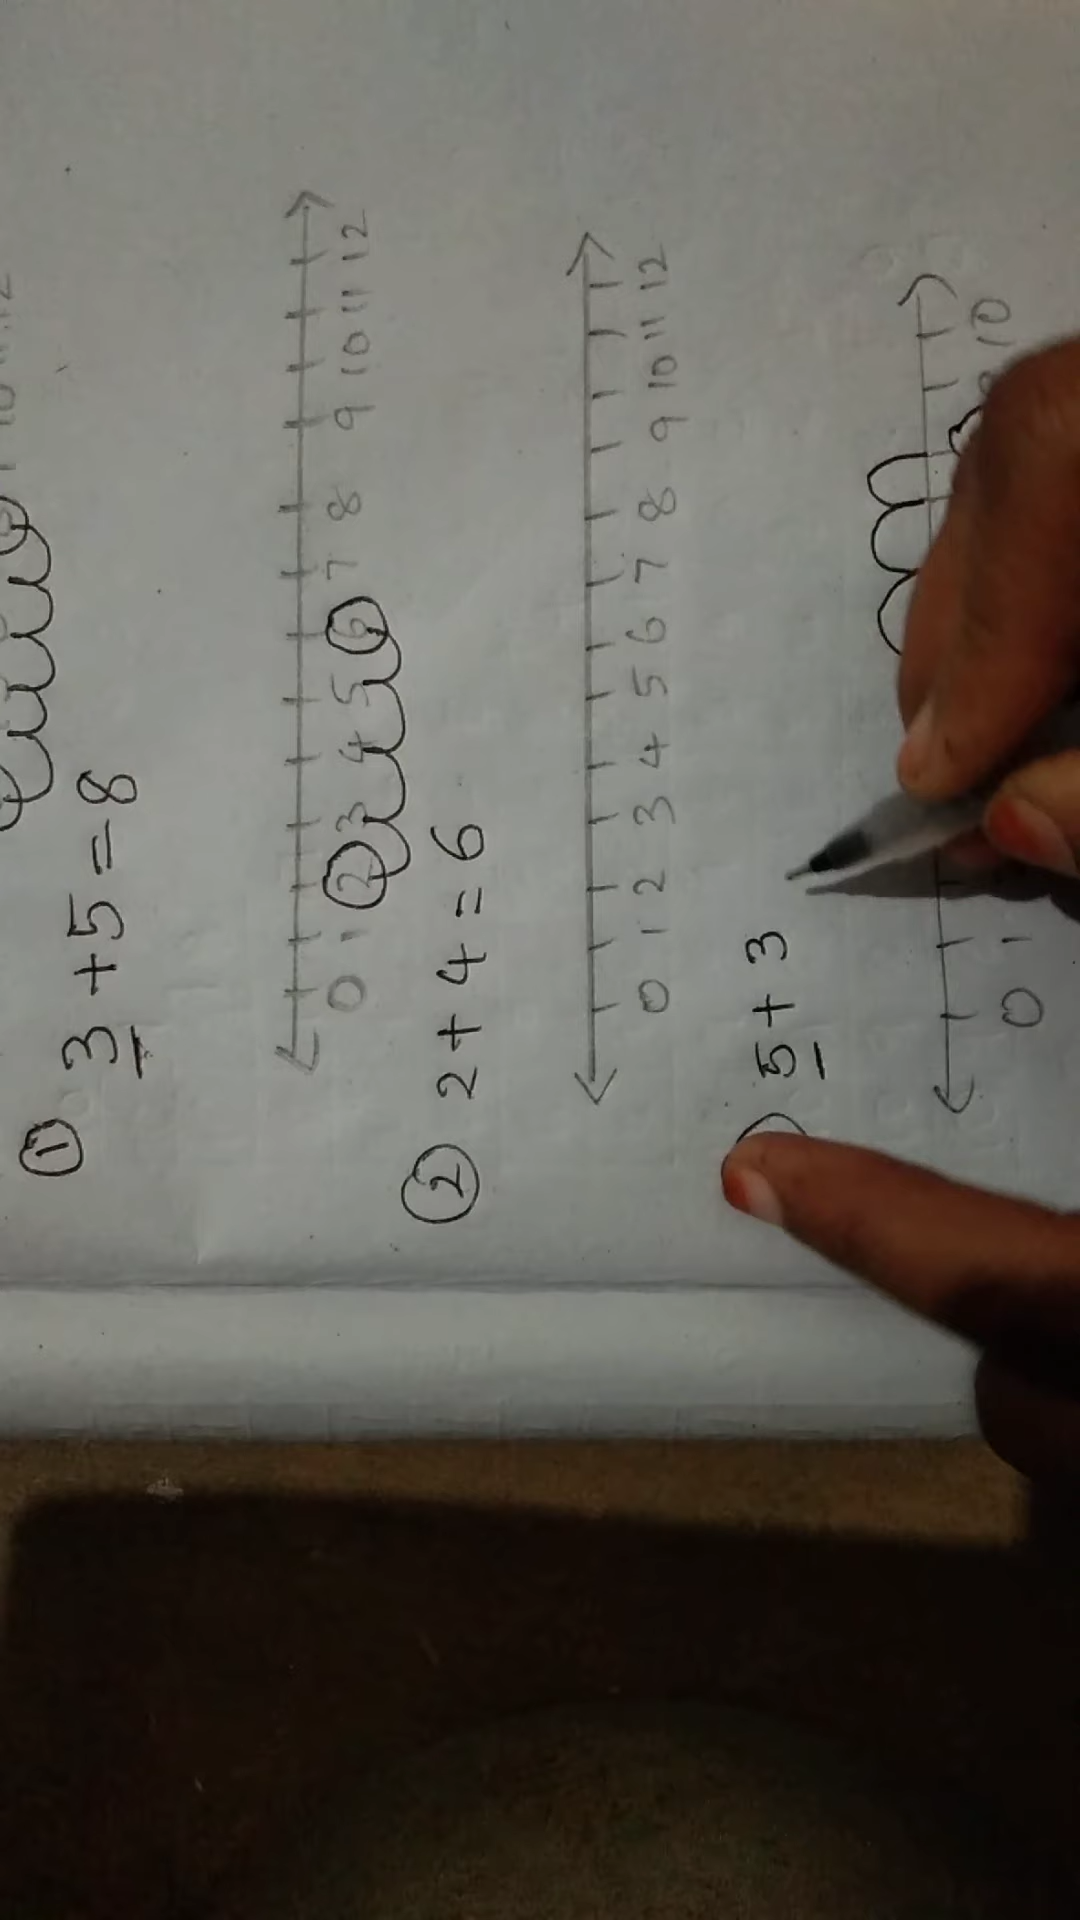 ① 3 + 5 = 8
0 1 2 3 4 5 6 7 8 9 10 11 12
② 2 + 4 = 6
0 1 2 3 4 5 6 7 8 9 10 11 12
5 + 3
0 1 10